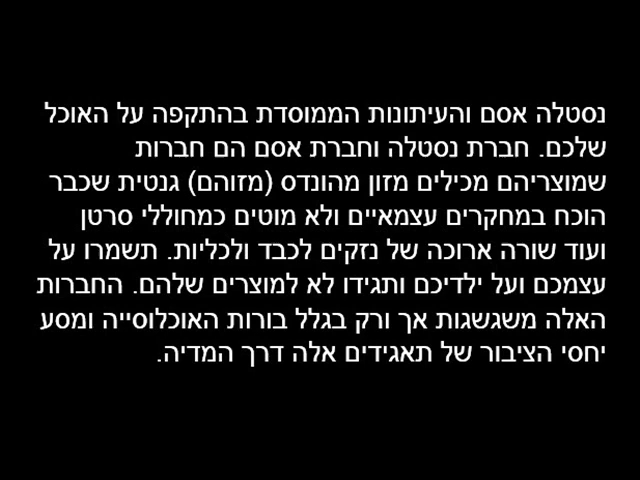 נסטלה אסם והעיתונות הממוסדת בהתקפה על האוכל
שלכם. חברת נסטלה וחברת אסם הם חברות
שמוצריהם מכילים מזון מהונדס (מזוהם) גנטית שכבר
הוכח במחקרים עצמאיים ולא מוטים כמחוללי סרטן
ועוד שורה ארוכה של נזקים לכבד ולכליות. תשמרו על
עצמכם ועל ילדיכם ותגידו לא למוצרים שלהם. החברות
האלה משגשגות אך ורק בגלל בורות האוכלוסייה ומסע
יחסי הציבור של תאגידים אלה דרך המדיה.